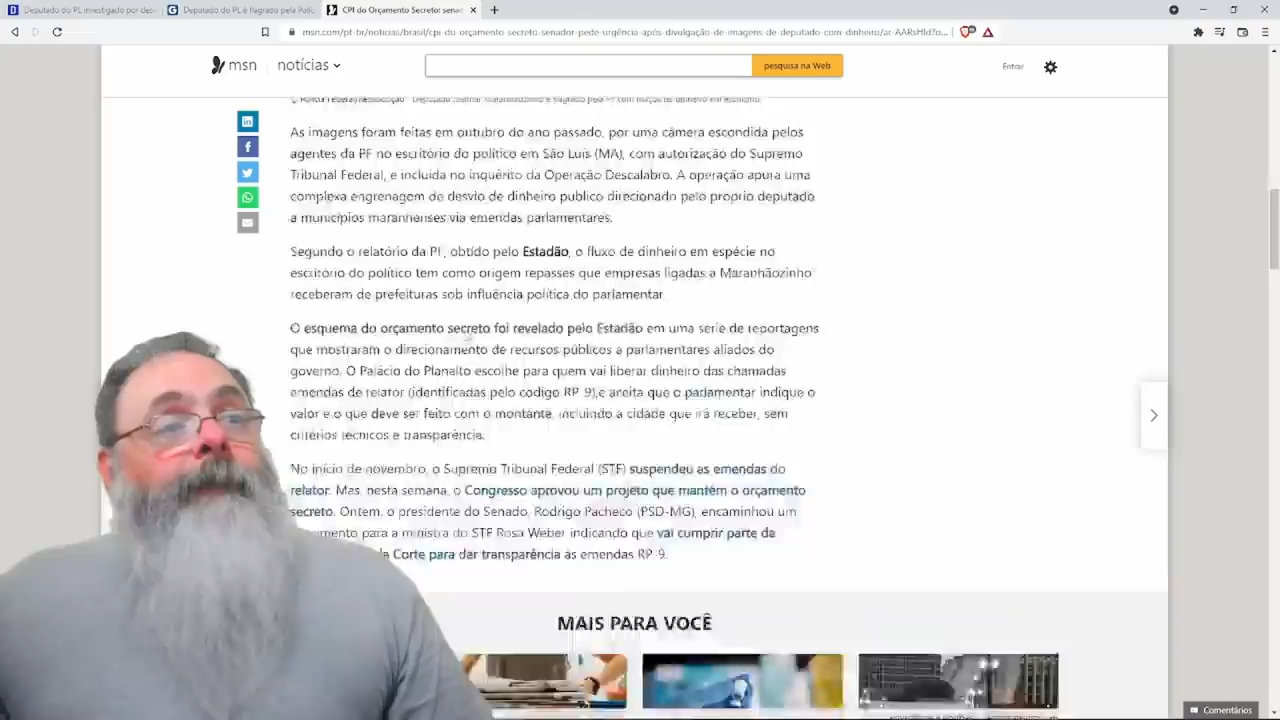 Deputado do PL investigado por desv
Deputado do PL é flagrado pela Políc
CPI do Orçamento Secreto: senad
msn.com/pt-br/noticias/brasil/cpi-do-orçamento-secreto-senador-pede-urgência-após-divulgação-de-imagens-de-deputado-com-dinheiro/ar-AARsHId?o...
msn
notícias
pesquisa na Web
Entrar
As imagens foram feitas em outubro do ano passado, por uma câmera escondida pelos
agentes da PF no escritório do político em São Luís (MA), com autorização do Supremo
Tribunal Federal, e incluída no inquérito da Operação Descalabro. A operação apura uma
complexa engrenagem de desvio de dinheiro publico direcionado pelo proprio deputado
a municípios maranhenses via emendas parlamentares.
Segundo o relatório da PF, obtido pelo Estadão, o fluxo de dinheiro em espécie no
escritório do político tem como origem repasses que empresas ligadas a Maranhãozinho
receberam de prefeituras sob influência política do parlamentar.
O esquema do orçamento secreto foi revelado pelo Estadão em uma serie de reportagens
que mostraram o direcionamento de recursos públicos a parlamentares aliados do
governo. O Palácio do Planalto escolhe para quem vai liberar dinheiro das chamadas
emendas de relator (identificadas pelo codigo RP 9) e aceita que o parlamentar indique o
valor e o que deve ser feito com o montante, incluindo a cidade que irá receber, sem
critérios técnicos e transparência.
No início de novembro, o Supremo Tribunal Federal (STF) suspendeu as emendas do
relator. Mas, nesta semana, o Congresso aprovou um projeto que mantém o orçamento
secreto. Ontem, o presidente do Senado, Rodrigo Pacheco (PSD-MG), encaminhou um
mento para a ministra do STF Rosa Weber indicando que vai cumprir parte da
a Corte para dar transparência às emendas RP 9.
MAIS PARA VOCÊ
Comentários